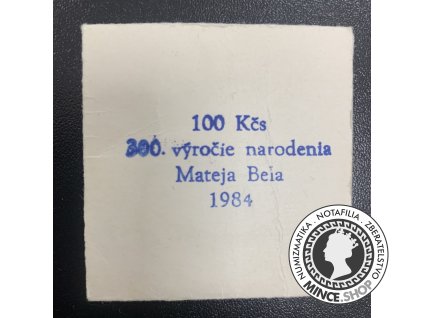 100 Kčs
300. výročie narodenia
Mateja Bela
1984
NUMIZMATIKA · NOTAFILIA · ZBERATEĽSTVO
MINCE.SHOP